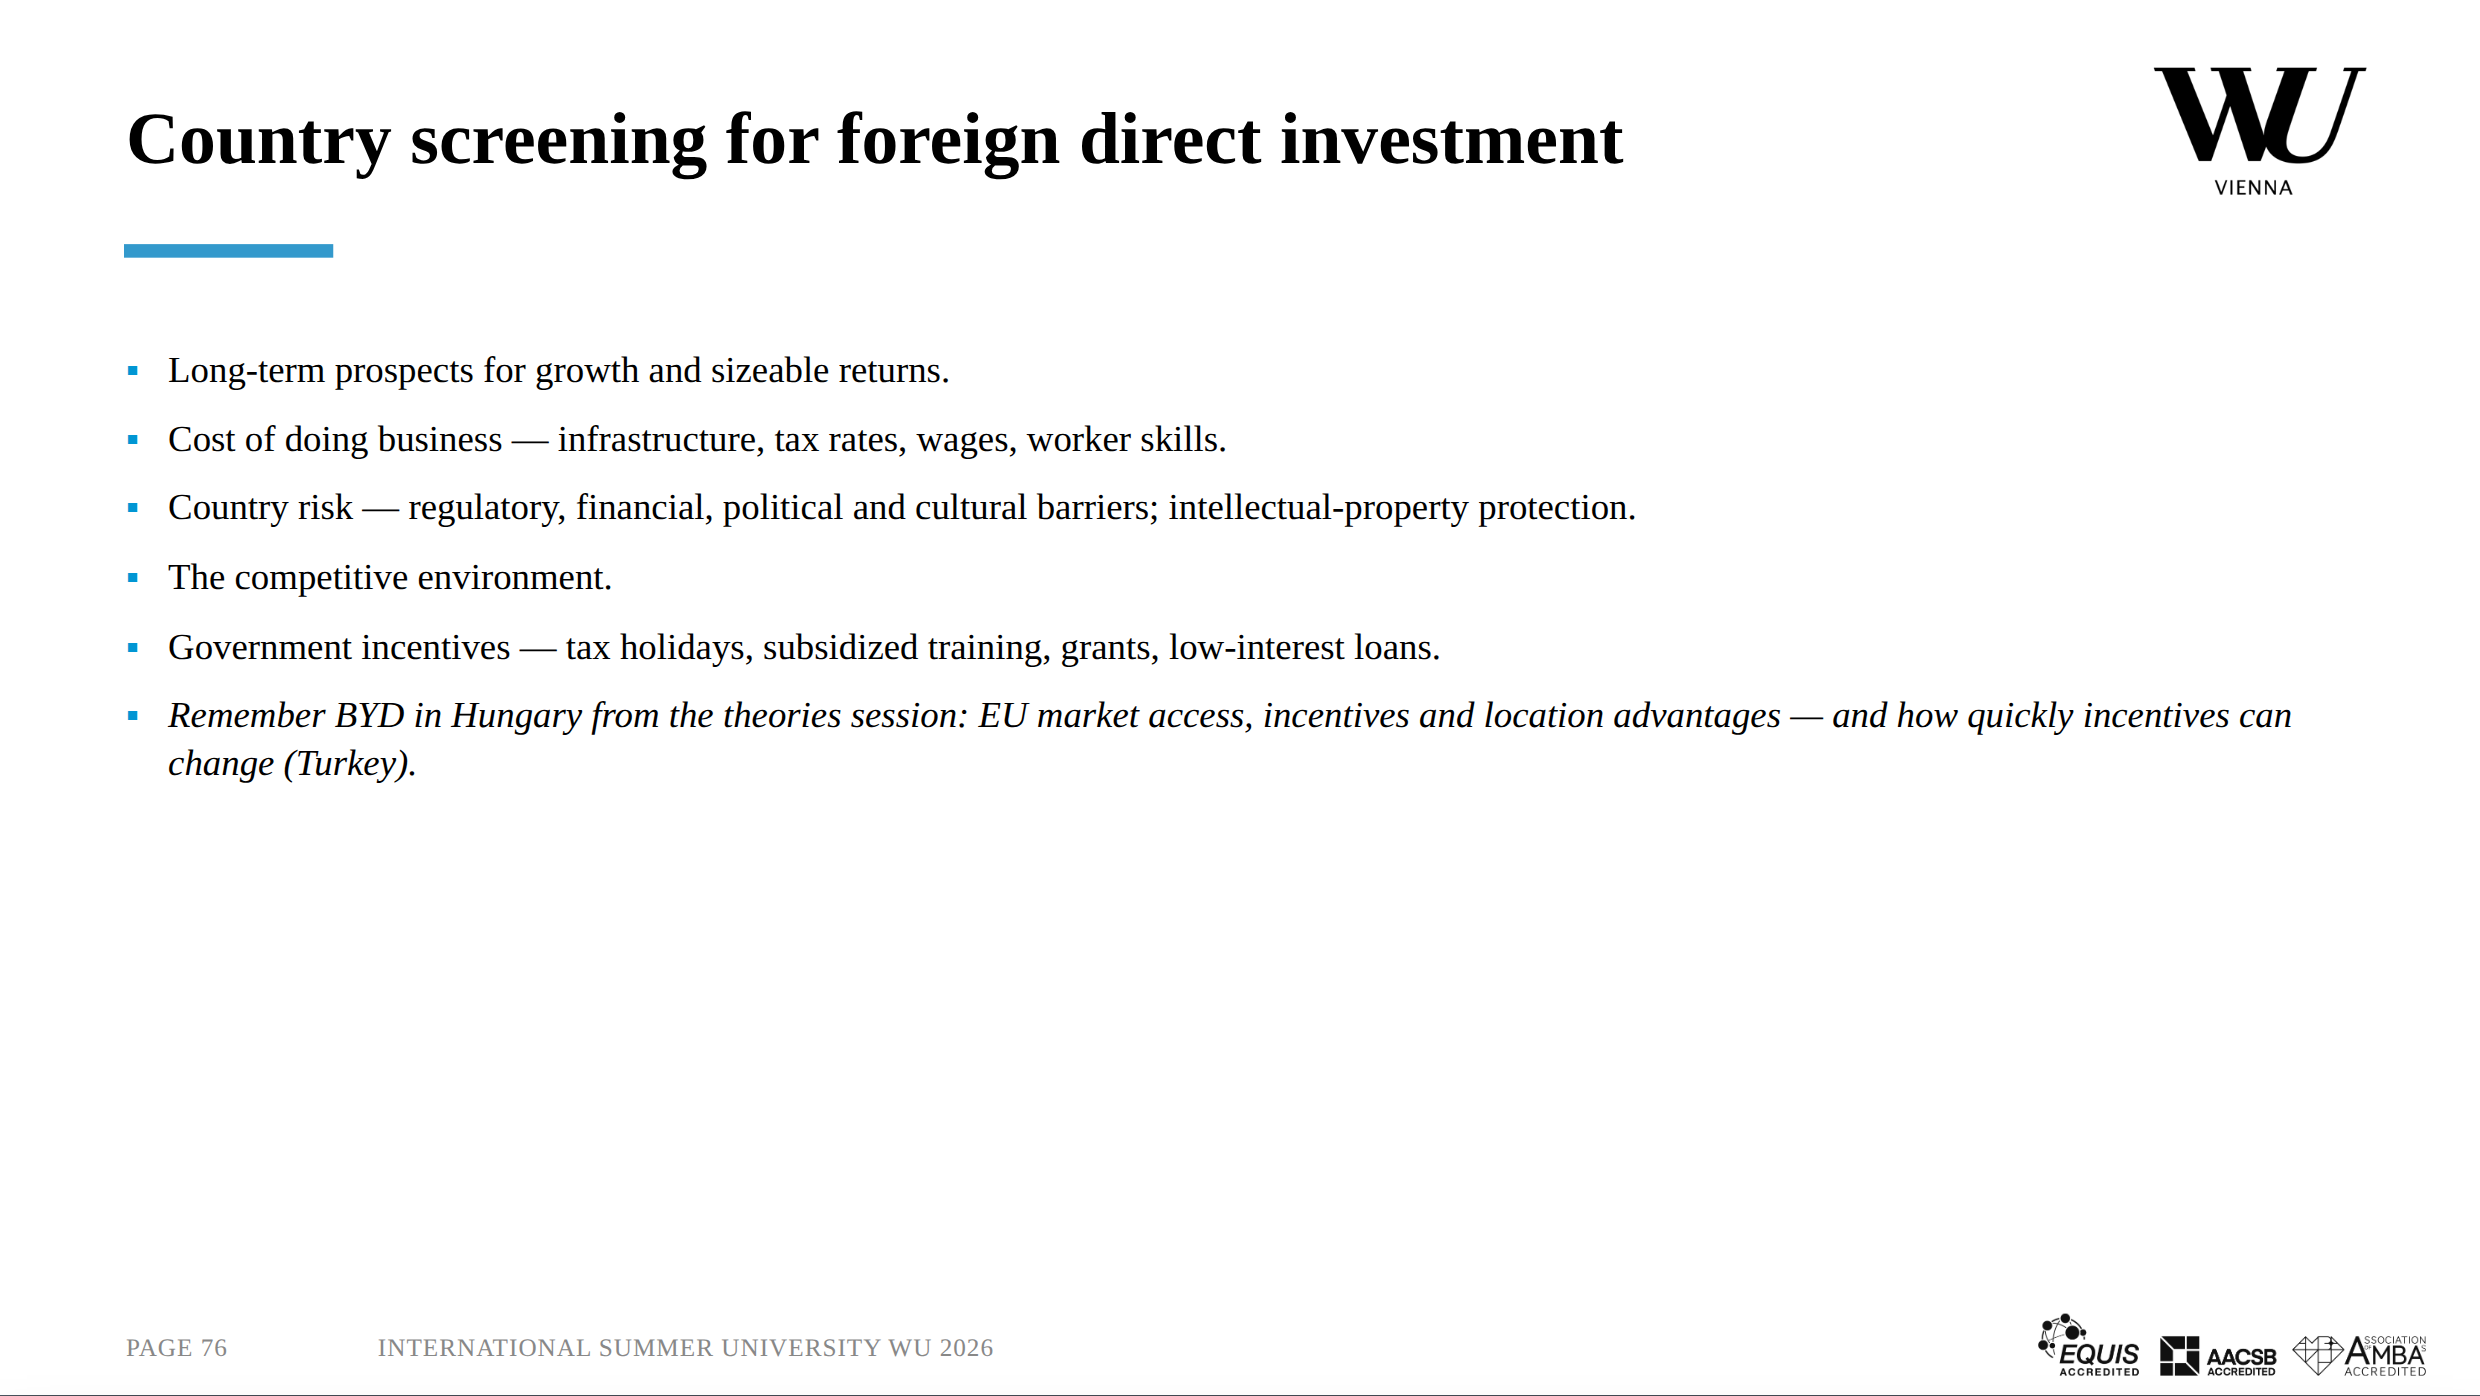 Country screening for foreign direct investment
WU
VIENNA
▪ Long-term prospects for growth and sizeable returns.
▪ Cost of doing business — infrastructure, tax rates, wages, worker skills.
▪ Country risk — regulatory, financial, political and cultural barriers; intellectual-property protection.
▪ The competitive environment.
▪ Government incentives — tax holidays, subsidized training, grants, low-interest loans.
▪ Remember BYD in Hungary from the theories session: EU market access, incentives and location advantages — and how quickly incentives can
change (Turkey).
PAGE 76
INTERNATIONAL SUMMER UNIVERSITY WU 2026
EQUIS
ACCREDITED
AACSB
ACCREDITED
ASSOCIATION
OF
AMBAS
ACCREDITED